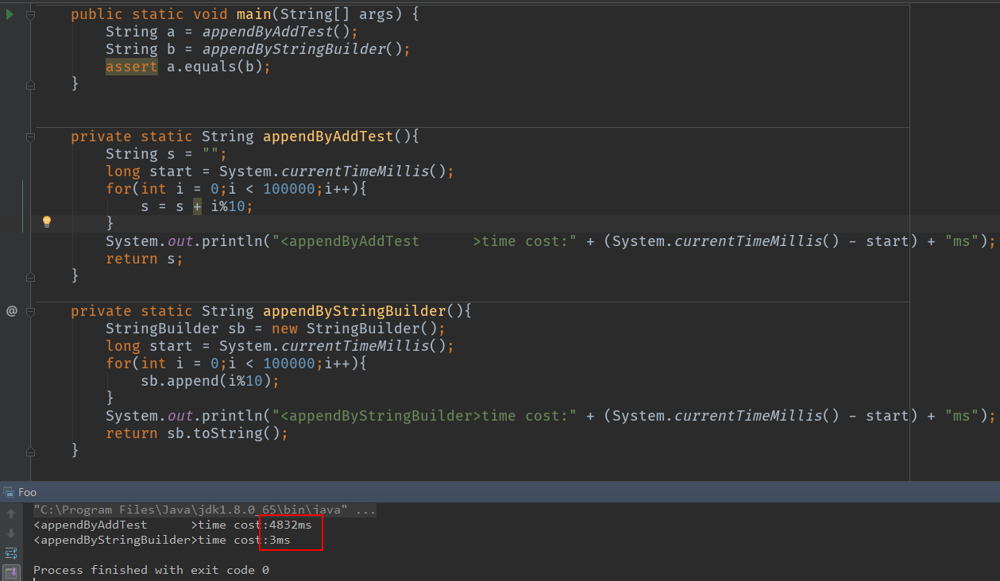 public static void main(String[] args) {
String a = appendByAddTest();
String b = appendByStringBuilder();
assert a.equals(b);
}
private static String appendByAddTest(){
String s = "";
long start = System.currentTimeMillis();
for(int i = 0;i < 100000;i++){
s = s + i%10;
}
System.out.println("<appendByAddTest      >time cost:" + (System.currentTimeMillis() - start) + "ms");
return s;
}
@
private static String appendByStringBuilder(){
StringBuilder sb = new StringBuilder();
long start = System.currentTimeMillis();
for(int i = 0;i < 100000;i++){
sb.append(i%10);
}
System.out.println("<appendByStringBuilder>time cost:" + (System.currentTimeMillis() - start) + "ms");
return sb.toString();
}
Foo
"C:\Program Files\Java\jdk1.8.0_65\bin\java" ...
<appendByAddTest      >time cost:4832ms
<appendByStringBuilder>time cost:3ms
Process finished with exit code 0